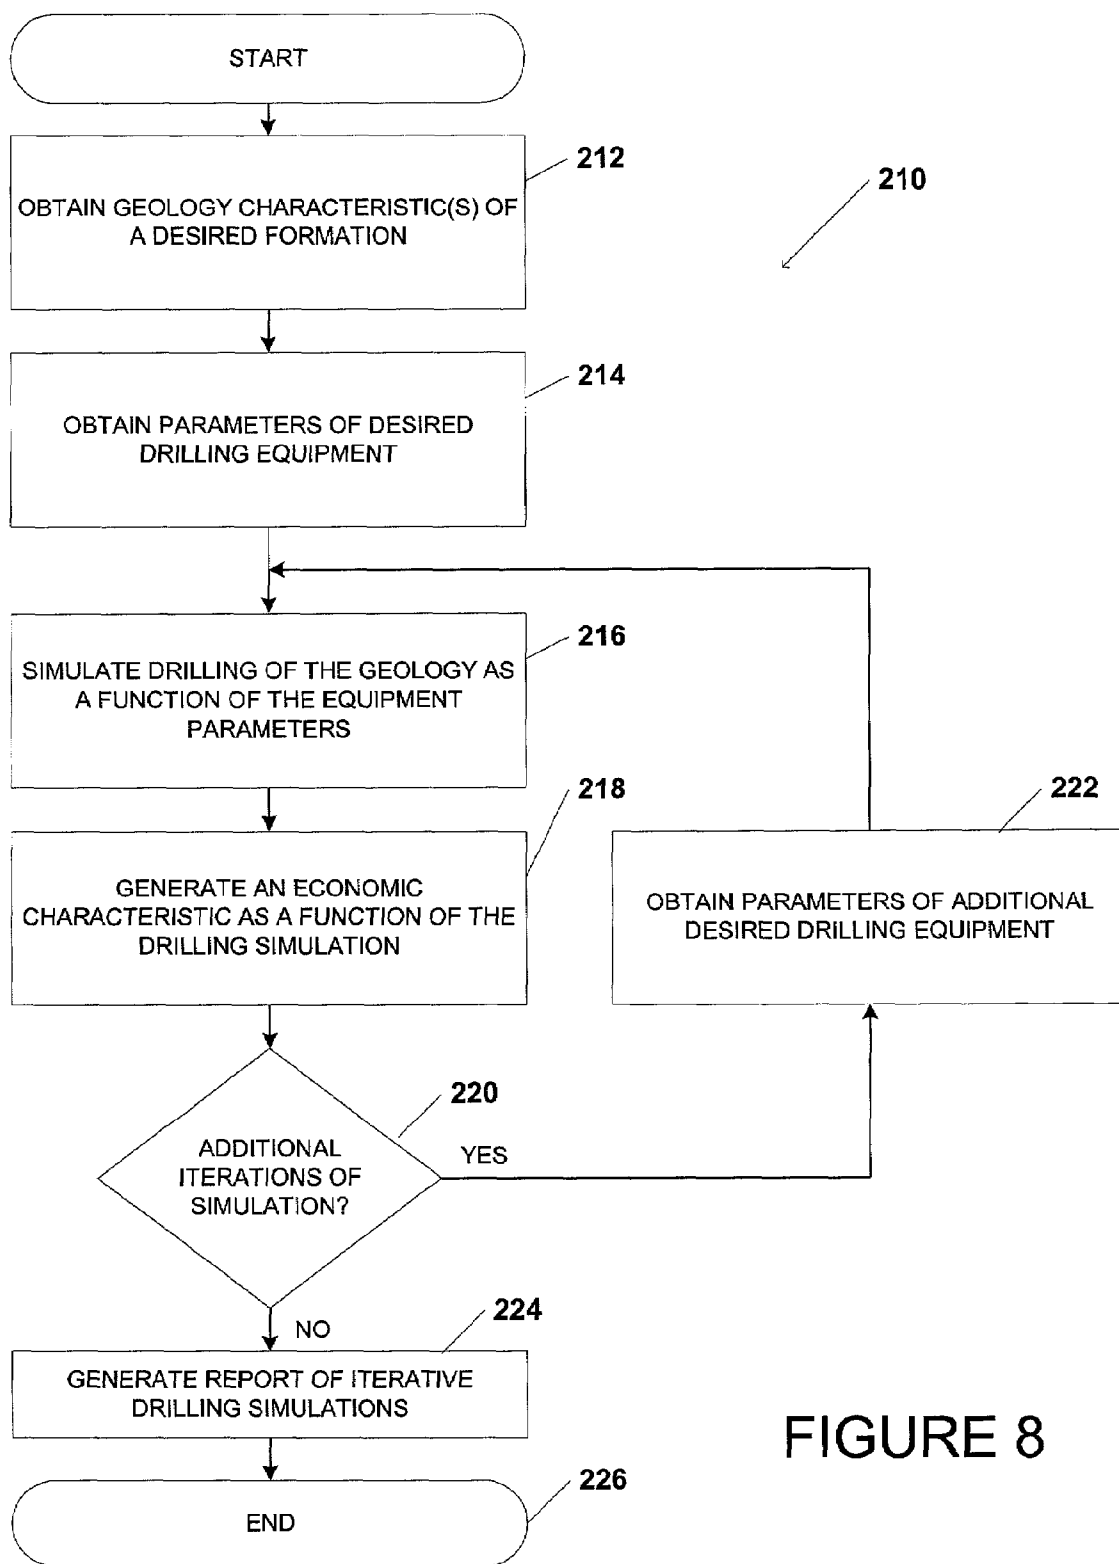 START
212
210
OBTAIN GEOLOGY CHARACTERISTIC(S) OF
A DESIRED FORMATION
214
OBTAIN PARAMETERS OF DESIRED
DRILLING EQUIPMENT
216
SIMULATE DRILLING OF THE GEOLOGY AS
A FUNCTION OF THE EQUIPMENT
PARAMETERS
218
GENERATE AN ECONOMIC
CHARACTERISTIC AS A FUNCTION OF THE
DRILLING SIMULATION
222
OBTAIN PARAMETERS OF ADDITIONAL
DESIRED DRILLING EQUIPMENT
220
ADDITIONAL
ITERATIONS OF
SIMULATION?
YES
NO
224
GENERATE REPORT OF ITERATIVE
DRILLING SIMULATIONS
226
END
FIGURE 8